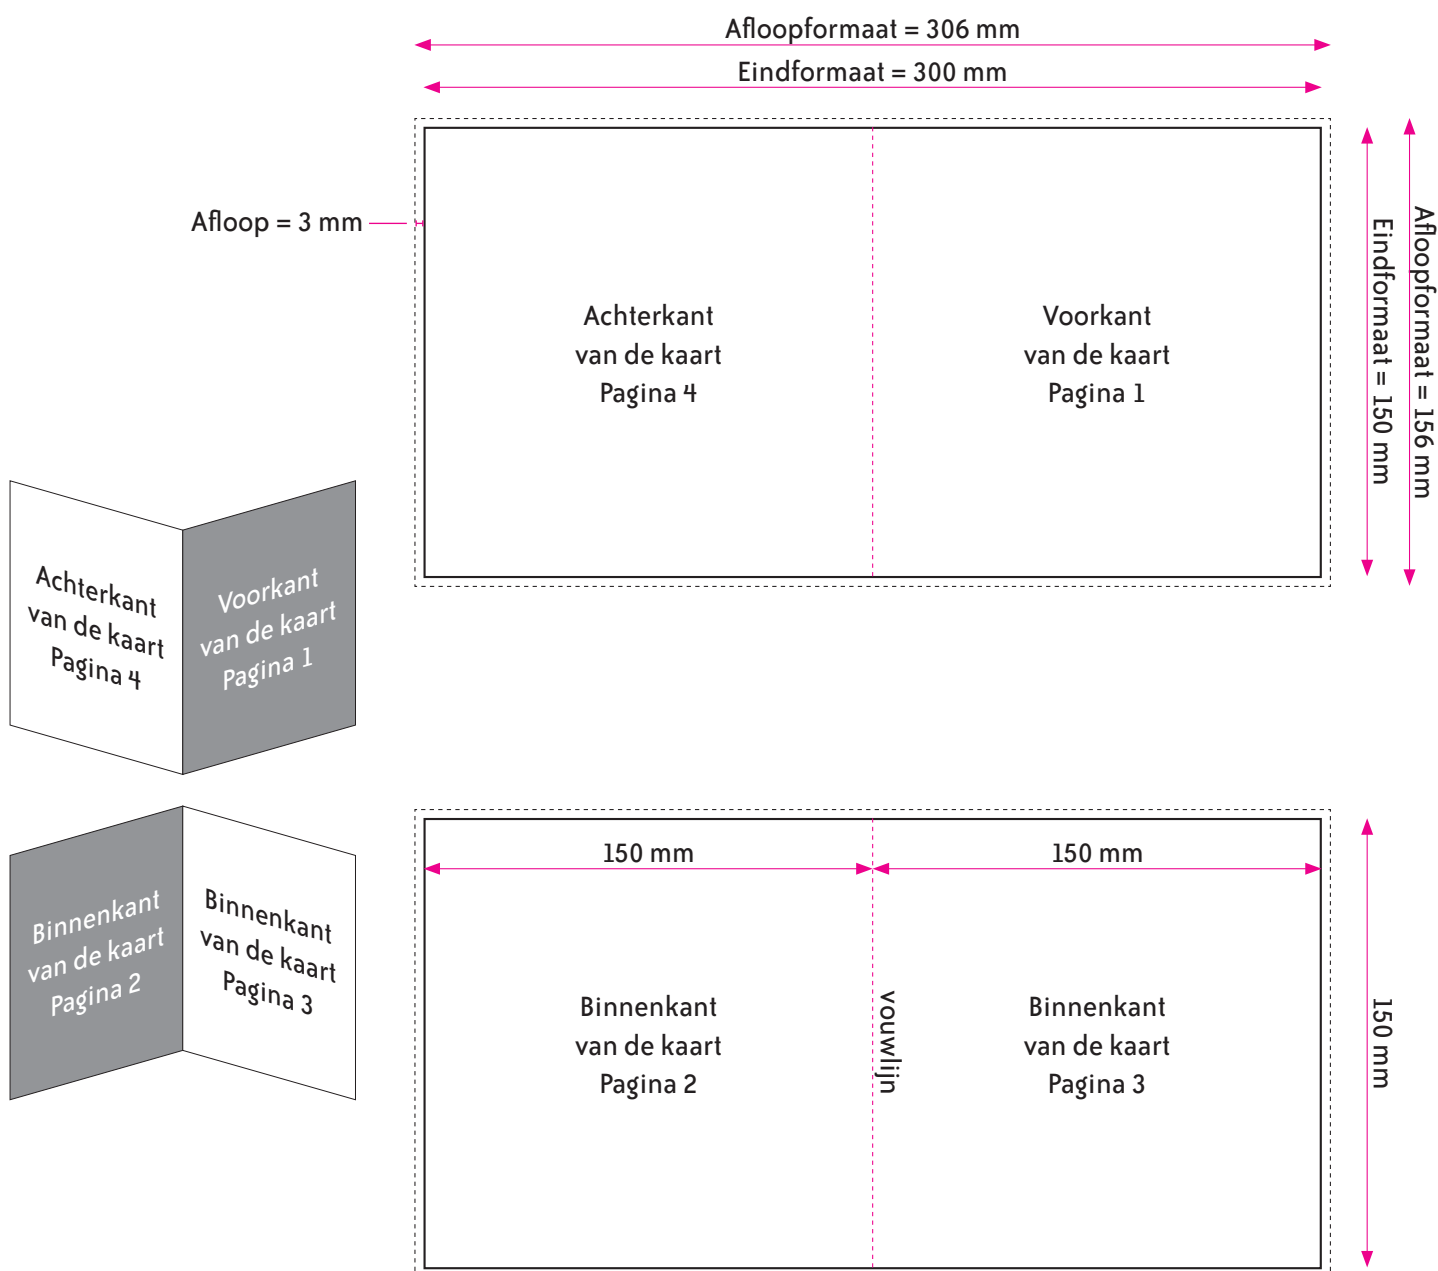 Afloopformaat = 306 mm
Eindformaat = 300 mm
Afloop = 3 mm
Achterkant
van de kaart
Pagina 4
Voorkant
van de kaart
Pagina 1
Eindformaat = 150 mm
Afloopformaat = 156 mm
Achterkant
van de kaart
Pagina 4
Voorkant
van de kaart
Pagina 1
Binnenkant
van de kaart
Pagina 2
Binnenkant
van de kaart
Pagina 3
150 mm
150 mm
Binnenkant
van de kaart
Pagina 2
vouwlijn
Binnenkant
van de kaart
Pagina 3
150 mm